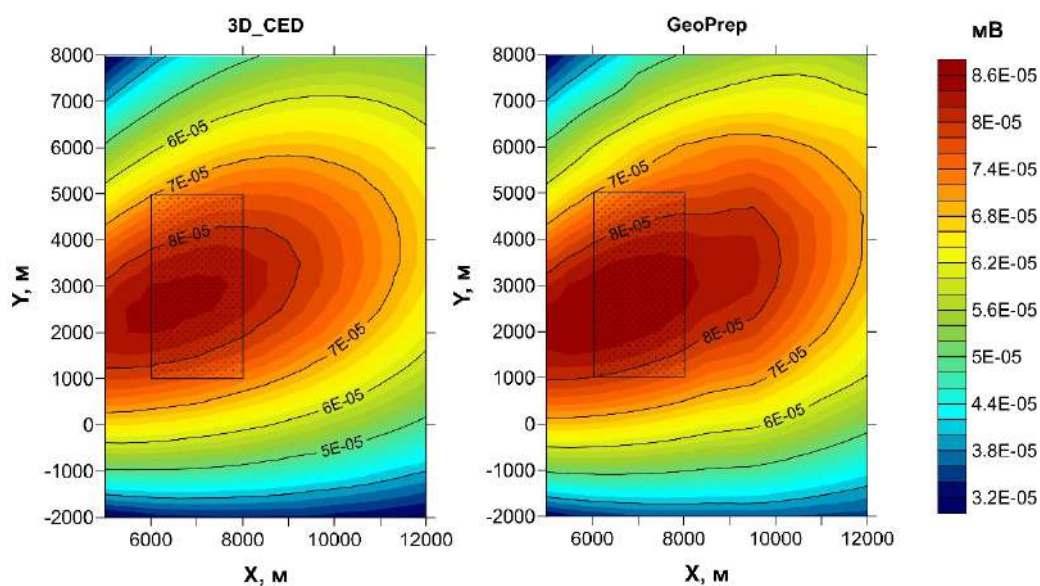 3D_CED
GeoPrep
мВ
8000
7000
6000
5000
4000
3000
2000
1000
0
-1000
-2000
Y, м
6000
8000
10000
12000
X, м
6E-05
7E-05
8E-05
7E-05
6E-05
5E-05
8000
7000
6000
5000
4000
3000
2000
1000
0
-1000
-2000
Y, м
6000
8000
10000
12000
X, м
7E-05
8E-05
8E-05
7E-05
6E-05
8.6E-05
8E-05
7.4E-05
6.8E-05
6.2E-05
5.6E-05
5E-05
4.4E-05
3.8E-05
3.2E-05